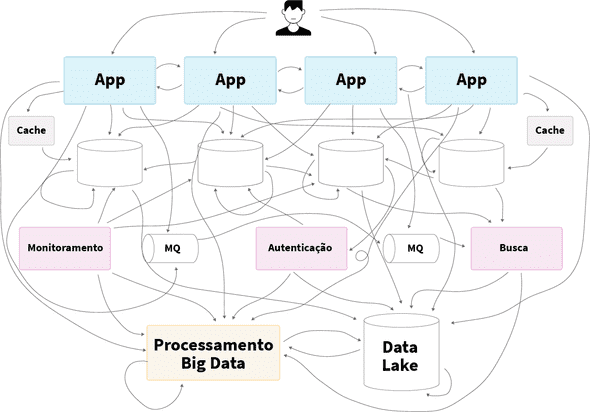 App
App
App
App
Cache
Cache
Monitoramento
MQ
Autenticação
MQ
Busca
Processamento
Big Data
Data
Lake